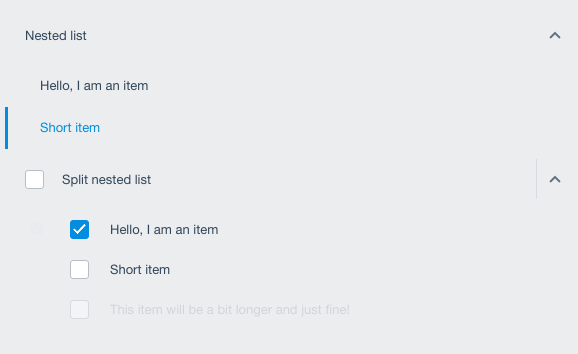 Nested list
Hello, I am an item
Short item
Split nested list
Hello, I am an item
Short item
This item will be a bit longer and just fine!